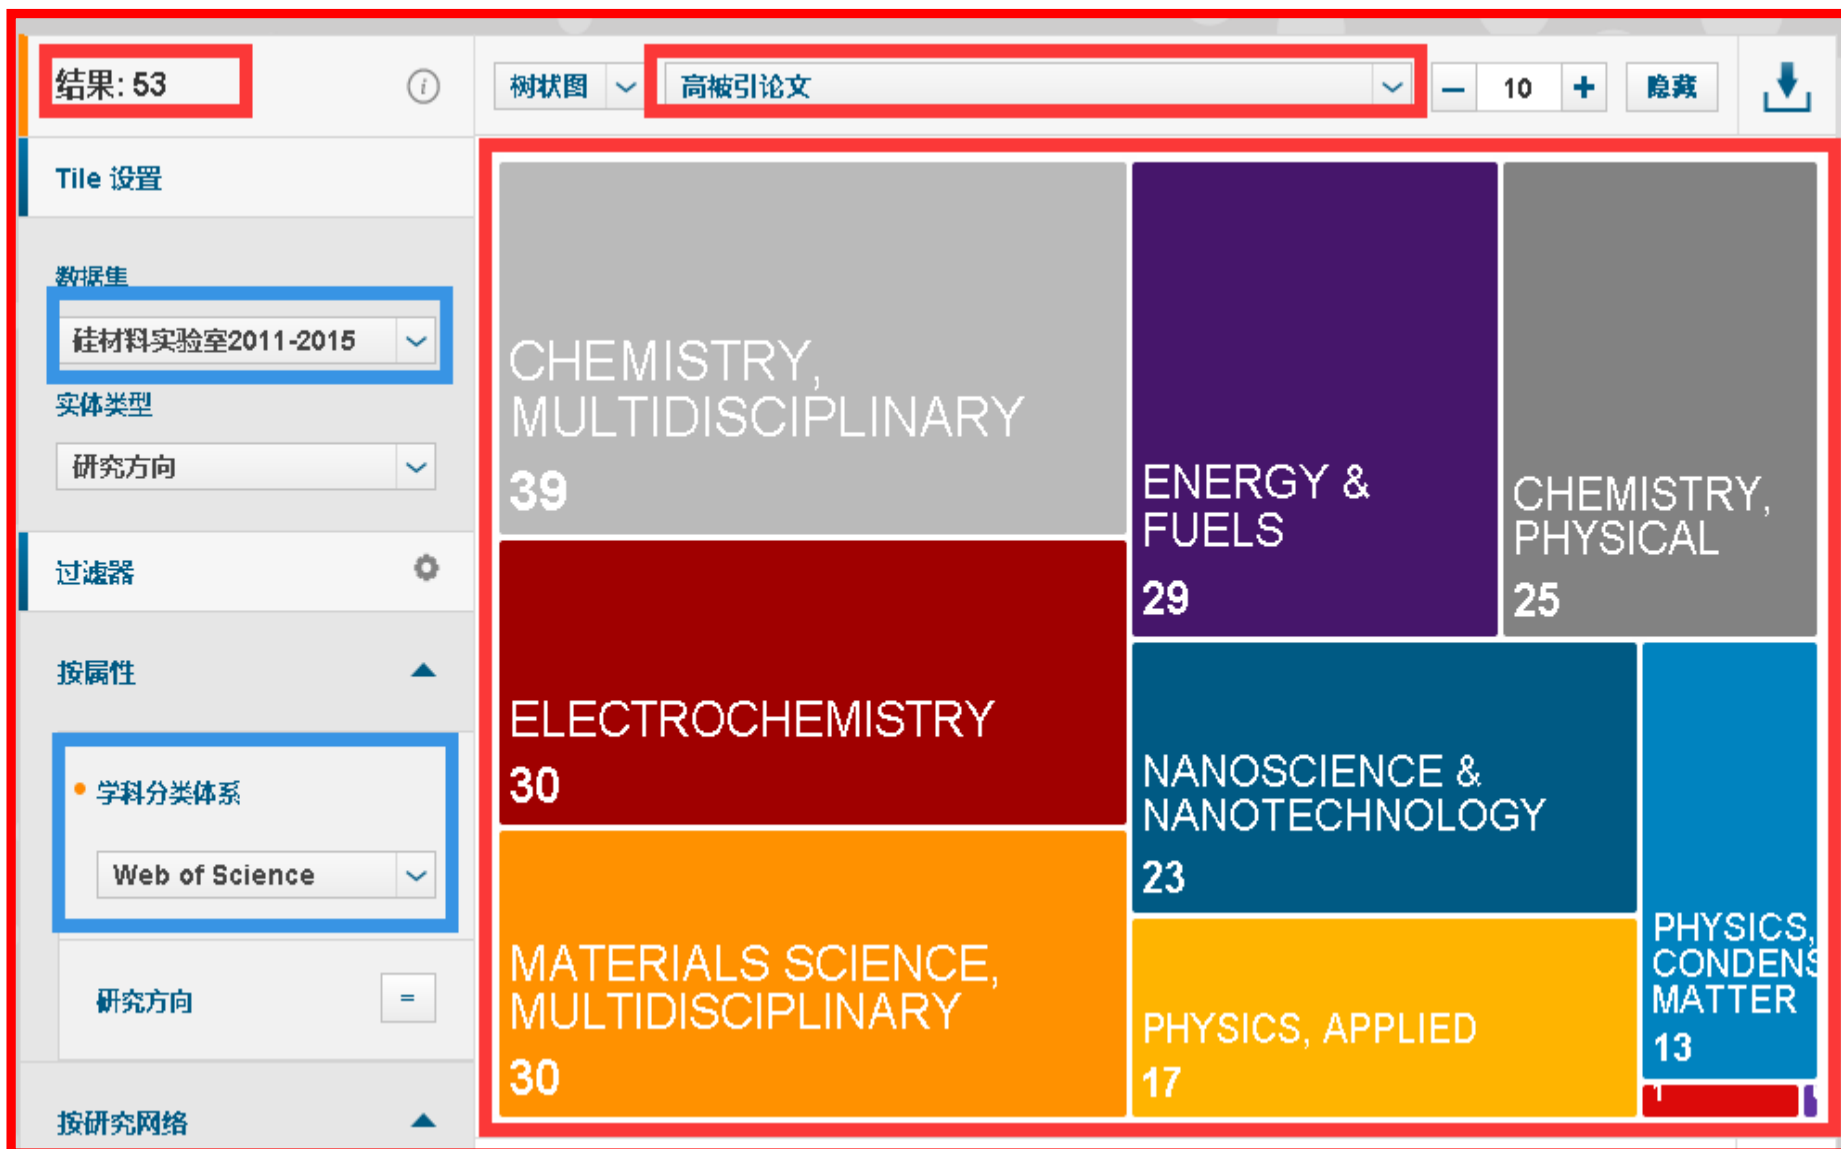 结果: 53
树状图
高被引论文
10
隐藏
Tile 设置
数据集
硅材料实验室2011-2015
实体类型
研究方向
过滤器
按属性
学科分类体系
Web of Science
研究方向
=
按研究网络
CHEMISTRY,
MULTIDISCIPLINARY
39
ELECTROCHEMISTRY
30
MATERIALS SCIENCE,
MULTIDISCIPLINARY
30
ENERGY &
FUELS
29
CHEMISTRY,
PHYSICAL
25
NANOSCIENCE &
NANOTECHNOLOGY
23
PHYSICS, APPLIED
17
PHYSICS,
CONDENS
MATTER
13